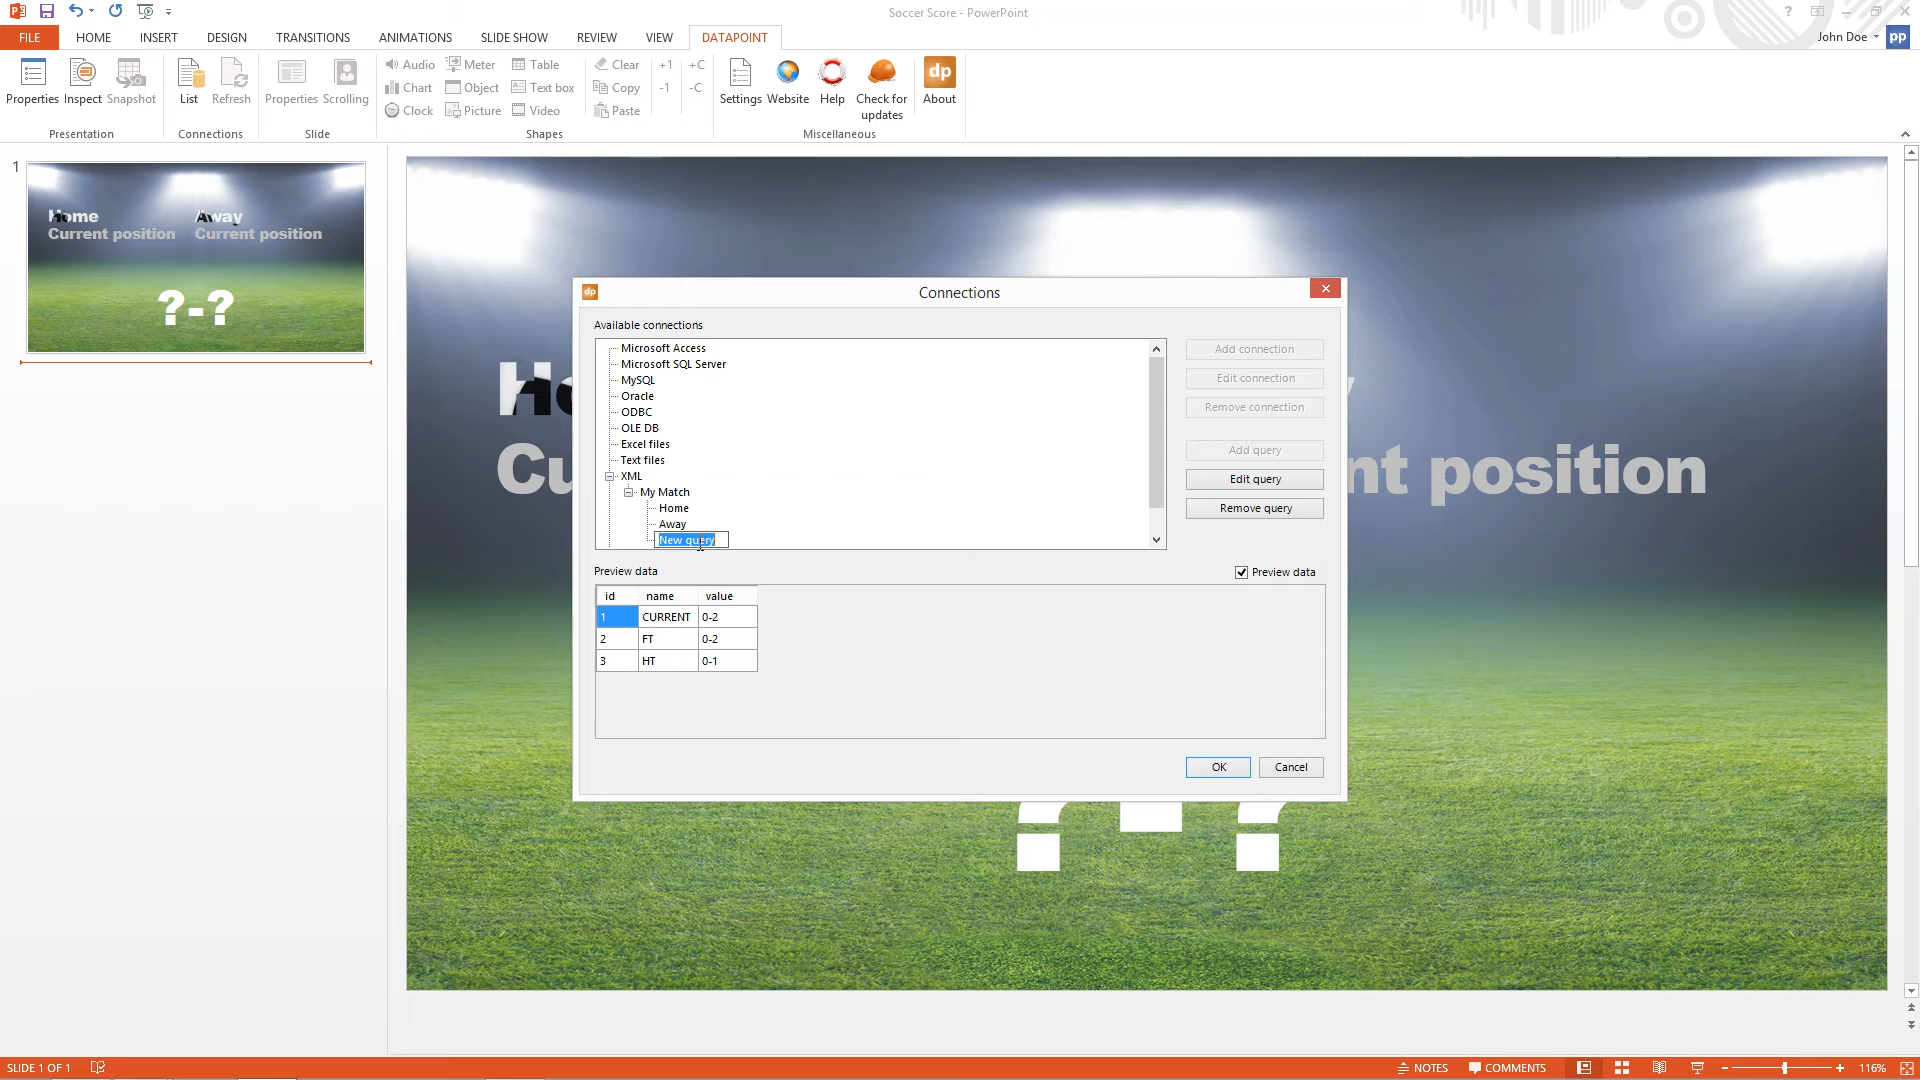 Soccer Score - PowerPoint
FILE HOME INSERT DESIGN TRANSITIONS ANIMATIONS SLIDE SHOW REVIEW VIEW DATAPOINT
John Doe pp
Properties Inspect Snapshot
Presentation
List Refresh
Connections
Properties Scrolling
Slide
Audio Meter Table Clear +1 +C
Chart Object Text box Copy -1 -C
Clock Picture Video Paste
Shapes
Settings Website Help Check for updates
dp About
Miscellaneous
1
Home Away
Current position Current position
?-?
dp Connections
Available connections
Microsoft Access
Microsoft SQL Server
MySQL
Oracle
ODBC
OLE DB
Excel files
Text files
XML
My Match
Home
Away
New query
Add connection
Edit connection
Remove connection
Add query
Edit query
Remove query
Preview data
Preview data
id name value
1 CURRENT 0-2
2 FT 0-2
3 HT 0-1
OK Cancel
Ho
Cu nt position
SLIDE 1 OF 1
NOTES COMMENTS 116%